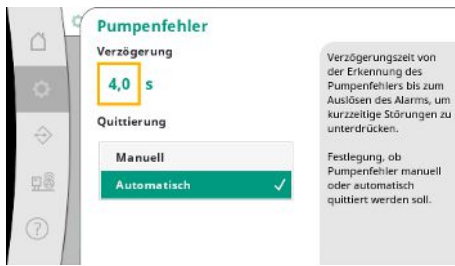 Pumpenfehler
Verzögerung
4,0 s
Quittierung
Manuell
Automatisch
Verzögerungszeit von
der Erkennung des
Pumpenfehlers bis zum
Auslösen des Alarms, um
kurzzeitige Störungen zu
unterdrücken.
Festlegung, ob
Pumpenfehler manuell
oder automatisch
quittiert werden soll.